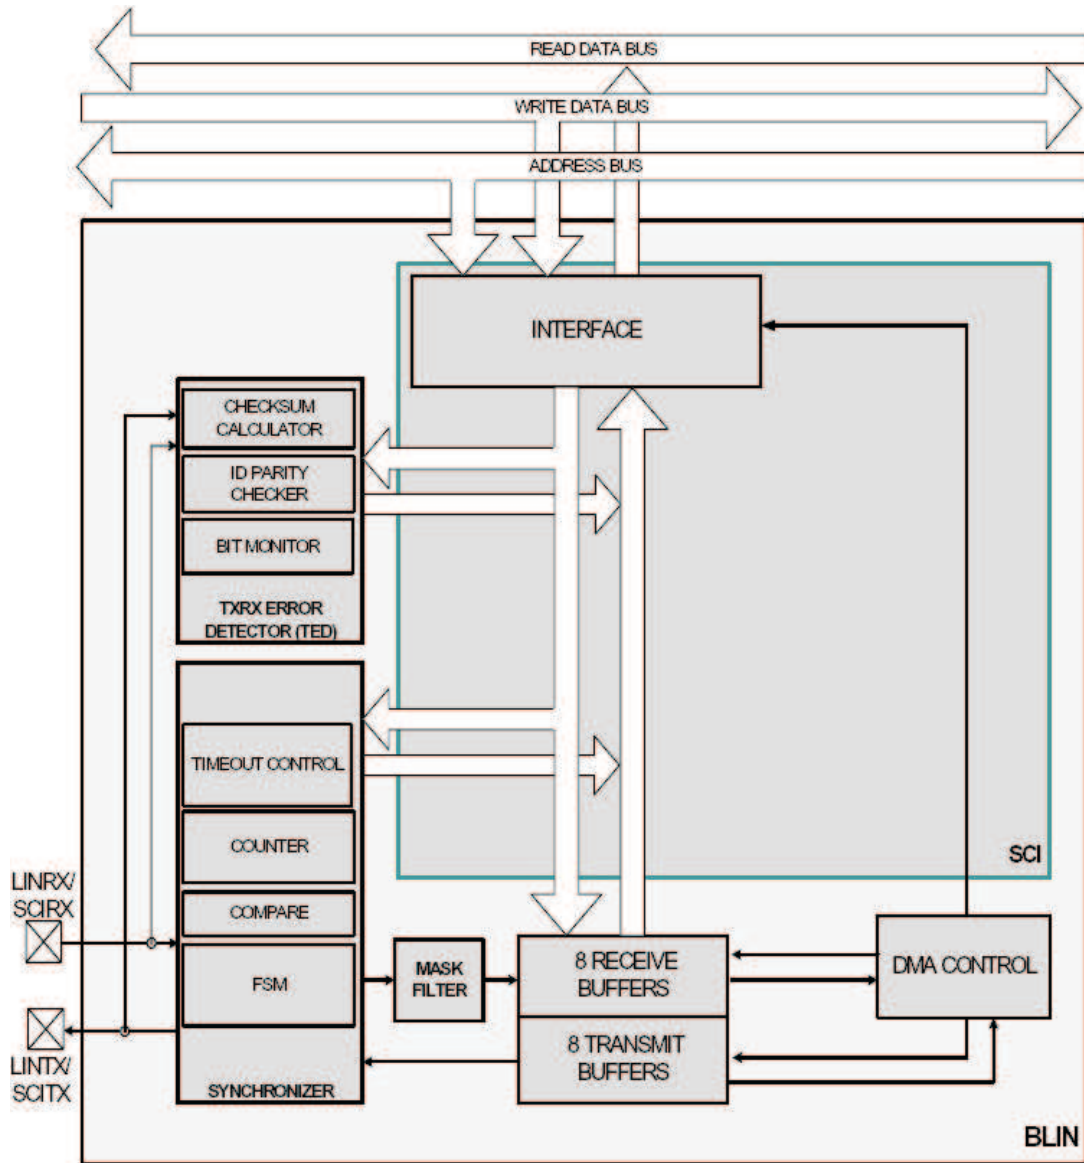 READ DATA BUS
WRITE DATA BUS
ADDRESS BUS
INTERFACE
CHECKSUM
CALCULATOR
ID PARITY
CHECKER
BIT MONITOR
TXRX ERROR
DETECTOR (TED)
TIMEOUT CONTROL
COUNTER
COMPARE
FSM
SYNCHRONIZER
LINRX/
SCIRX
LINTX/
SCITX
MASK
FILTER
8 RECEIVE
BUFFERS
8 TRANSMIT
BUFFERS
DMA CONTROL
SCI
BLIN